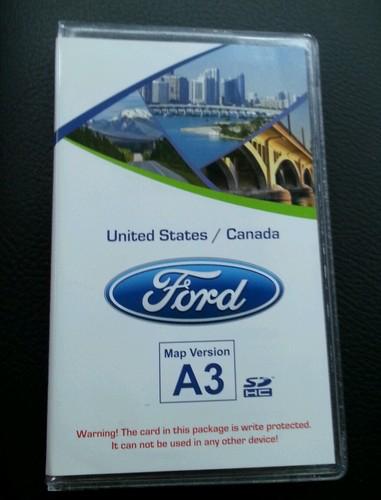 United States / Canada
Ford
Map Version
A3
SD
HC
Warning! The card in this package is write protected.
It can not be used in any other device!